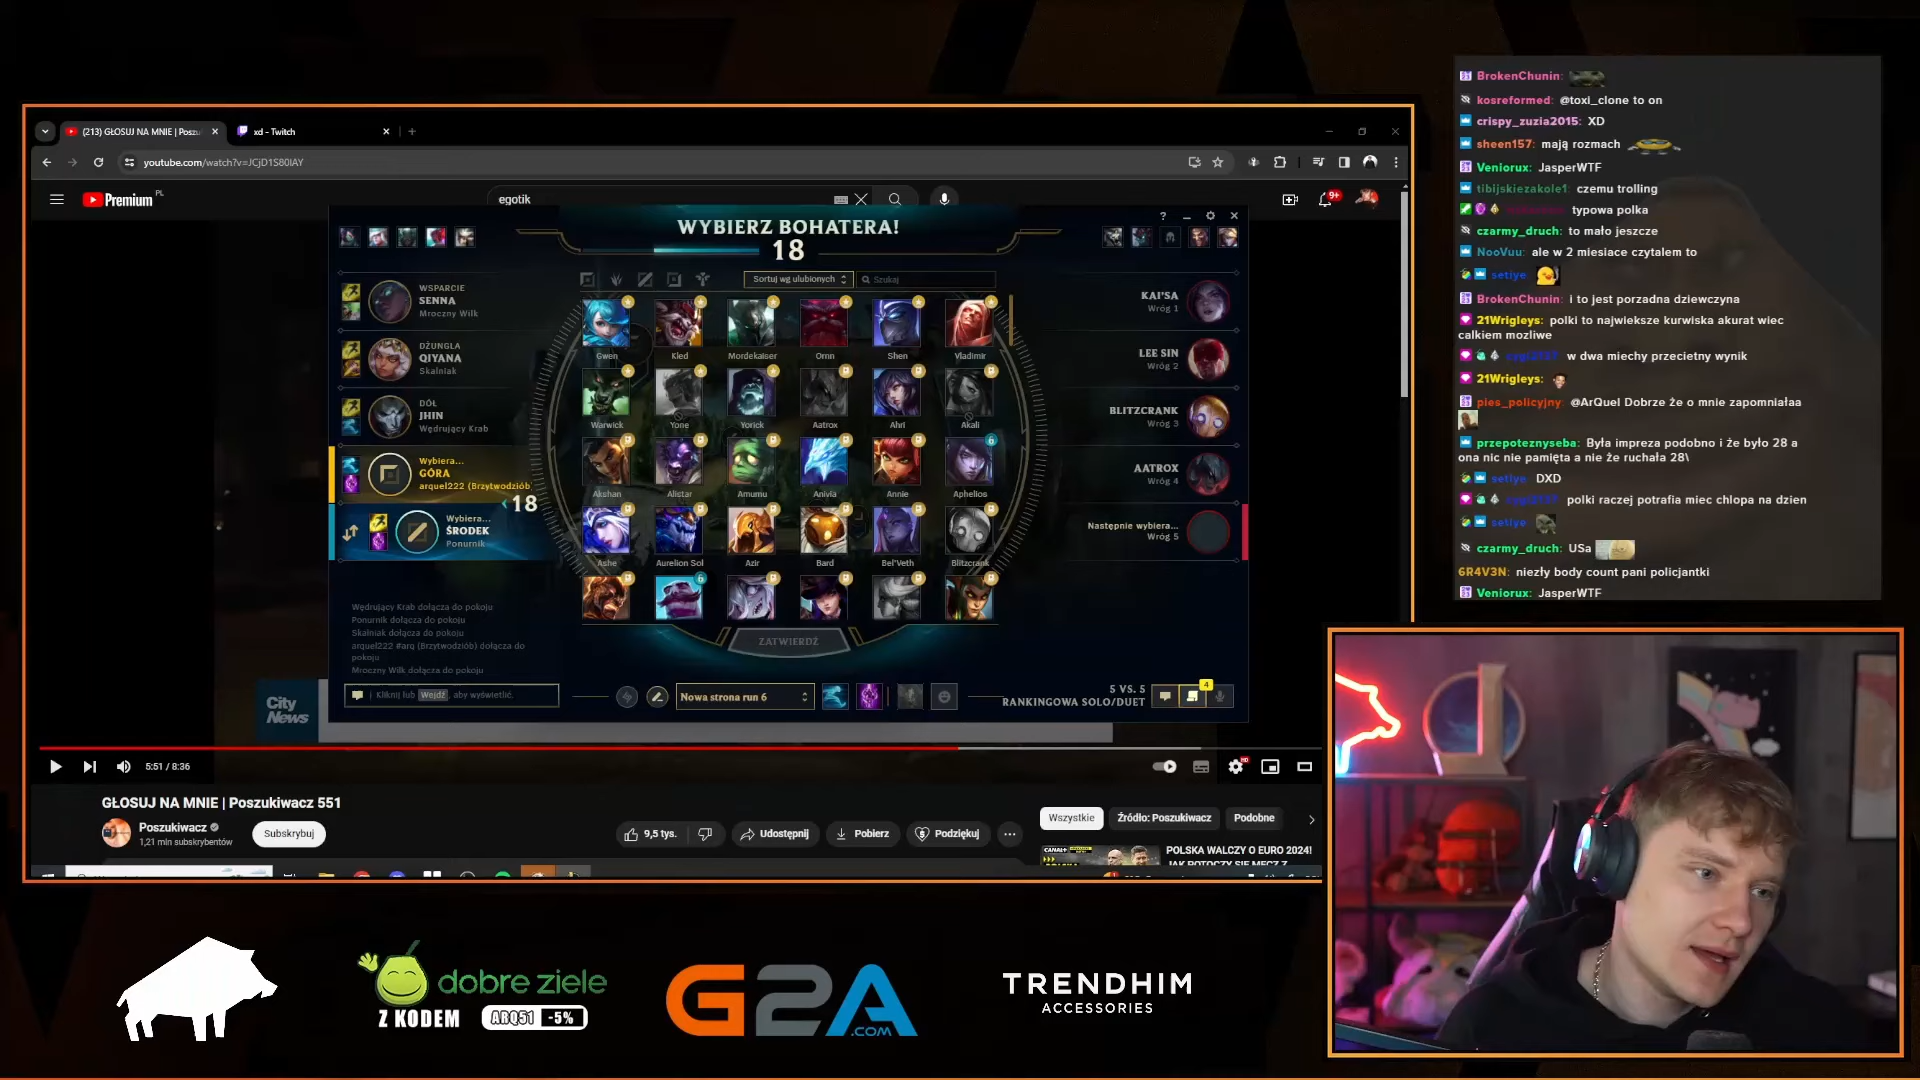 (213) GŁOSUJ NA MNIE | Poszu
xd - Twitch
youtube.com/watch?v=JCjD1S80IAY
Premium PL
egotik
9+
WYBIERZ BOHATERA!
18
Sortuj wg ulubionych
Szukaj
WSPARCIE
SENNA
Mroczny Wilk
DŻUNGLA
QIYANA
Skalniak
DÓŁ
JHIN
Wędrujący Krab
Wybiera...
GÓRA
arquel222 (Brzytwodziób)
18
Wybiera...
ŚRODEK
Ponurnik
Gwen
Kled
Mordekaiser
Ornn
Shen
Vladimir
Warwick
Yone
Yorick
Aatrox
Ahri
Akali
Akshan
Alistar
Amumu
Anivia
Annie
Aphelios
Ashe
Aurelion Sol
Azir
Bard
Bel'Veth
Blitzcrank
KAI'SA
Wróg 1
LEE SIN
Wróg 2
BLITZCRANK
Wróg 3
AATROX
Wróg 4
Następnie wybiera...
Wróg 5
ZATWIERDŹ
Wędrujący Krab dołącza do pokoju
Ponurnik dołącza do pokoju
Skalniak dołącza do pokoju
arquel222 #arq (Brzytwodziób) dołącza do
pokoju
Mroczny Wilk dołącza do pokoju
Kliknij lub Wejdź, aby wyświetlić.
Nowa strona run 6
5 VS. 5
RANKINGOWA SOLO/DUET
4
City
News
5:51 / 8:36
GŁOSUJ NA MNIE | Poszukiwacz 551
Poszukiwacz
1,21 mln subskrybentów
Subskrybuj
9,5 tys.
Udostępnij
Pobierz
Podziękuj
Wszystkie
Źródło: Poszukiwacz
Podobne
POLSKA WALCZY O EURO 2024!
BrokenChunin:
kosreformed: @toxi_clone to on
crispy_zuzia2015: XD
sheen157: mają rozmach
Veniorux: JasperWTF
tibijskiezakole1: czemu trolling
typowa polka
czarmy_druch: to mało jeszcze
NooVuu: ale w 2 miesiace czytalem to
setiye
BrokenChunin: i to jest porzadna dziewczyna
21Wrigleys: polki to najwieksze kurwiska akurat wiec
calkiem mozliwe
w dwa miechy przecietny wynik
21Wrigleys:
pies_policyjny: @ArQuel Dobrze że o mnie zapomniałaa
przepoteznyseba: Była impreza podobno i że było 28 a
ona nic nie pamięta a nie że ruchała 28\
setiye DXD
polki raczej potrafia miec chlopa na dzien
setiye
czarmy_druch: USa
6R4V3N: niezły body count pani policjantki
Veniorux: JasperWTF
dobre ziele
Z KODEM ARQ51 -5%
G2A
.COM
TRENDHIM
ACCESSORIES